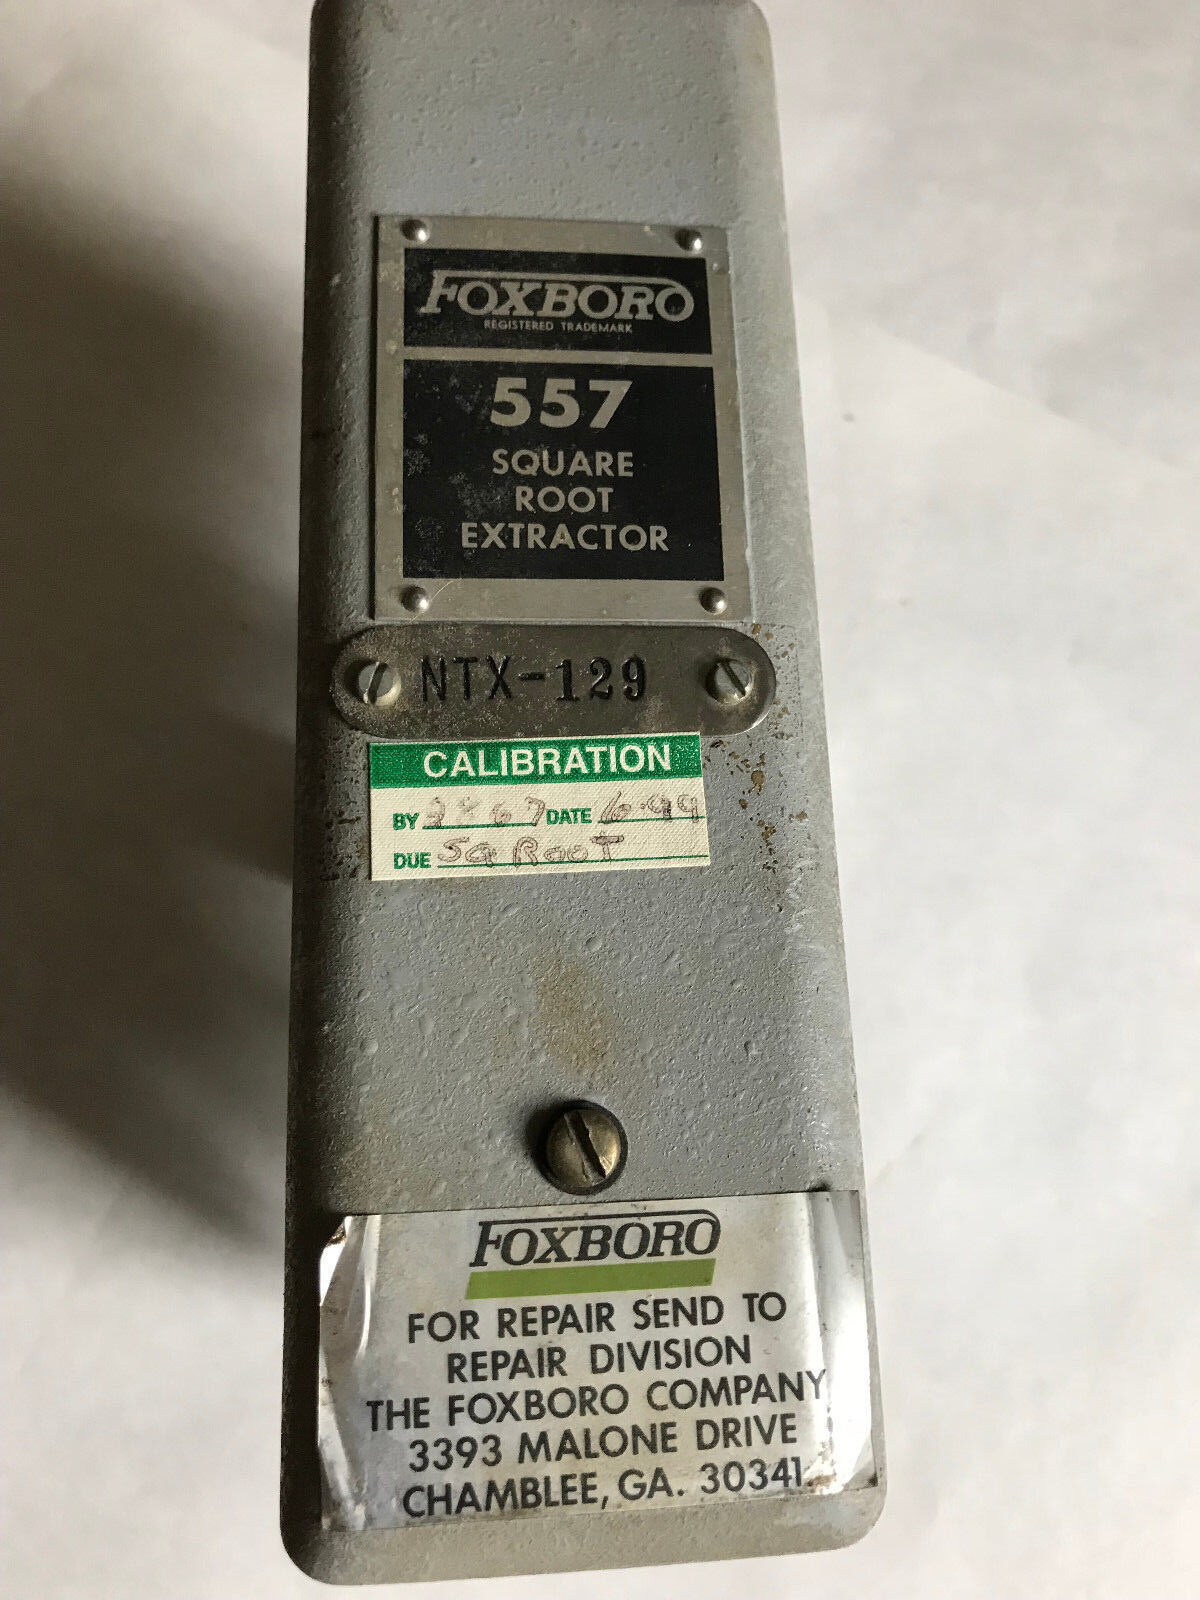 FOXBORO
REGISTERED TRADEMARK
557
SQUARE
ROOT
EXTRACTOR
NTX-129
CALIBRATION
BY DATE 6-99
DUE SQ ROOT
FOXBORO
FOR REPAIR SEND TO
REPAIR DIVISION
THE FOXBORO COMPANY
3393 MALONE DRIVE
CHAMBLEE, GA. 30341